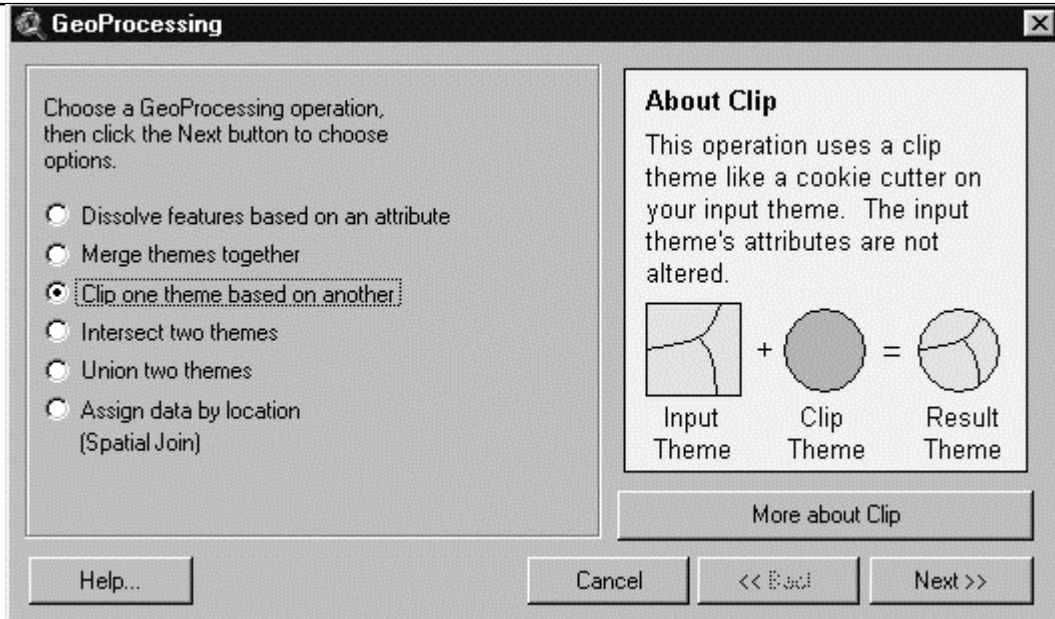 GeoProcessing
Choose a GeoProcessing operation,
then click the Next button to choose
options.
Dissolve features based on an attribute
Merge themes together
Clip one theme based on another
Intersect two themes
Union two themes
Assign data by location
(Spatial Join)
About Clip
This operation uses a clip
theme like a cookie cutter on
your input theme. The input
theme's attributes are not
altered.
+
=
Input
Theme
Clip
Theme
Result
Theme
More about Clip
Help...
Cancel
<< Back
Next >>